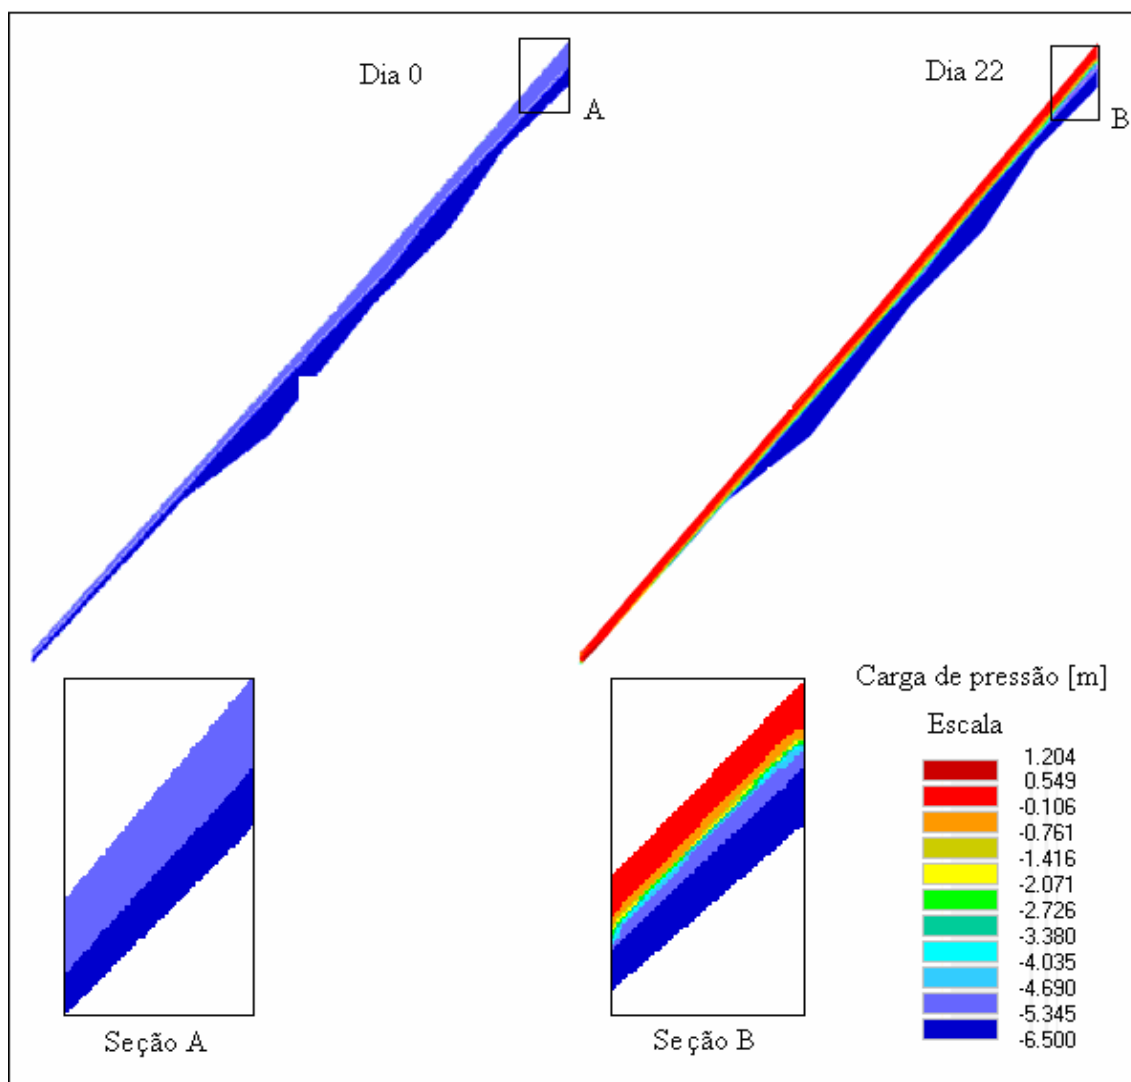 Dia 0
Dia 22
A
B
Carga de pressão [m]
Escala
1.204
0.549
-0.106
-0.761
-1.416
-2.071
-2.726
-3.380
-4.035
-4.690
-5.345
-6.500
Seção A
Seção B